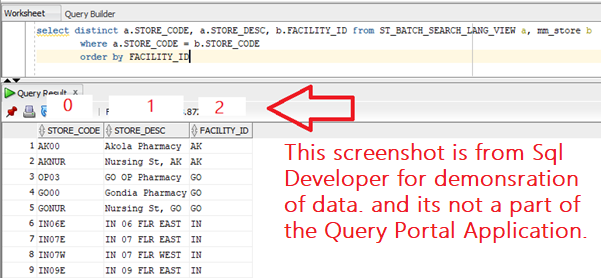 Worksheet Query Builder
select distinct a.STORE_CODE, a.STORE_DESC, b.FACILITY_ID from ST_BATCH_SEARCH_LANG_VIEW a, mm_store b
where a.STORE_CODE = b.STORE_CODE
order by FACILITY_ID
Query Result x
0 1 2
STORE_CODE STORE_DESC FACILITY_ID
1 AK00 Akola Pharmacy AK
2 AKNUR Nursing St, AK AK
3 OP03 GO OP Pharmacy GO
4 GO00 Gondia Pharmacy GO
5 GONUR Nursing St, GO GO
6 IN06E IN 06 FLR EAST IN
7 IN07E IN 07 FLR EAST IN
8 IN07W IN 07 FLR WEST IN
9 IN09E IN 09 FLR EAST IN
This screenshot is from Sql
Developer for demonsration
of data. and its not a part of
the Query Portal Application.